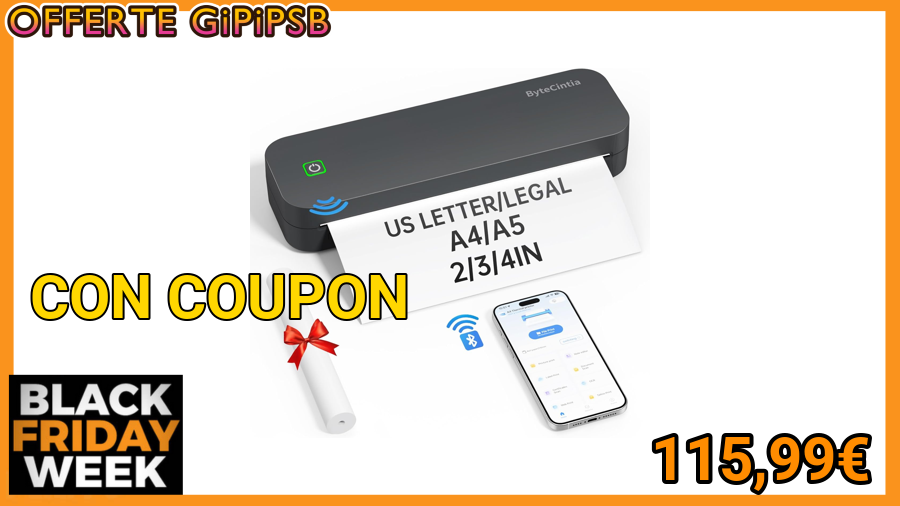 OFFERTE GiPiPSB
ByteCintia
US LETTER/LEGAL
A4/A5
2/3/4IN
CON COUPON
BLACK
FRIDAY
WEEK
115,99€